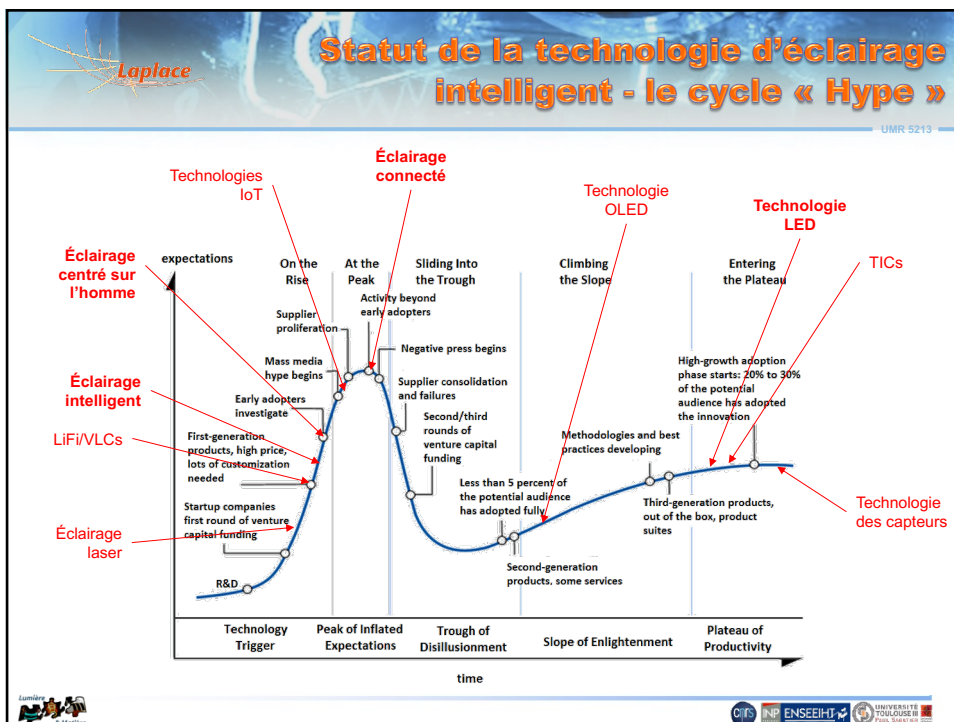 Statut de la technologie d'éclairage
intelligent - le cycle « Hype »
Laplace
UMR 5213
Éclairage
connecté
Technologies
IoT
Technologie
OLED
Technologie
LED
TICs
Éclairage
centré sur
l'homme
expectations
On the
Rise
At the
Peak
Sliding Into
the Trough
Climbing
the Slope
Entering
the Plateau
Activity beyond
early adopters
Supplier
proliferation
Negative press begins
Mass media
hype begins
High-growth adoption
phase starts: 20% to 30%
of the potential
audience has adopted
the innovation
Supplier consolidation
and failures
Éclairage
intelligent
Early adopters
investigate
Second/third
rounds of
venture capital
funding
LiFi/VLCs
First-generation
products, high price,
lots of customization
needed
Methodologies and best
practices developing
Less than 5 percent of
the potential audience
has adopted fully
Third-generation products,
out of the box, product
suites
Technologie
des capteurs
Startup companies
first round of venture
capital funding
Éclairage
laser
Second-generation
products, some services
R&D
Technology
Trigger
Peak of Inflated
Expectations
Trough of
Disillusionment
Slope of Enlightenment
Plateau of
Productivity
time
Lumière
& Matière
CNRS
INP ENSEEIHT
UNIVERSITÉ
TOULOUSE III
PAUL SABATIER